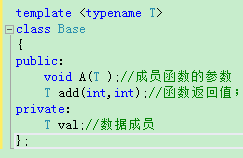 template <typename T>
class Base
{
public:
void A(T );//成员函数的参数
T add(int,int);//函数返回值;
private:
T val;//数据成员
};